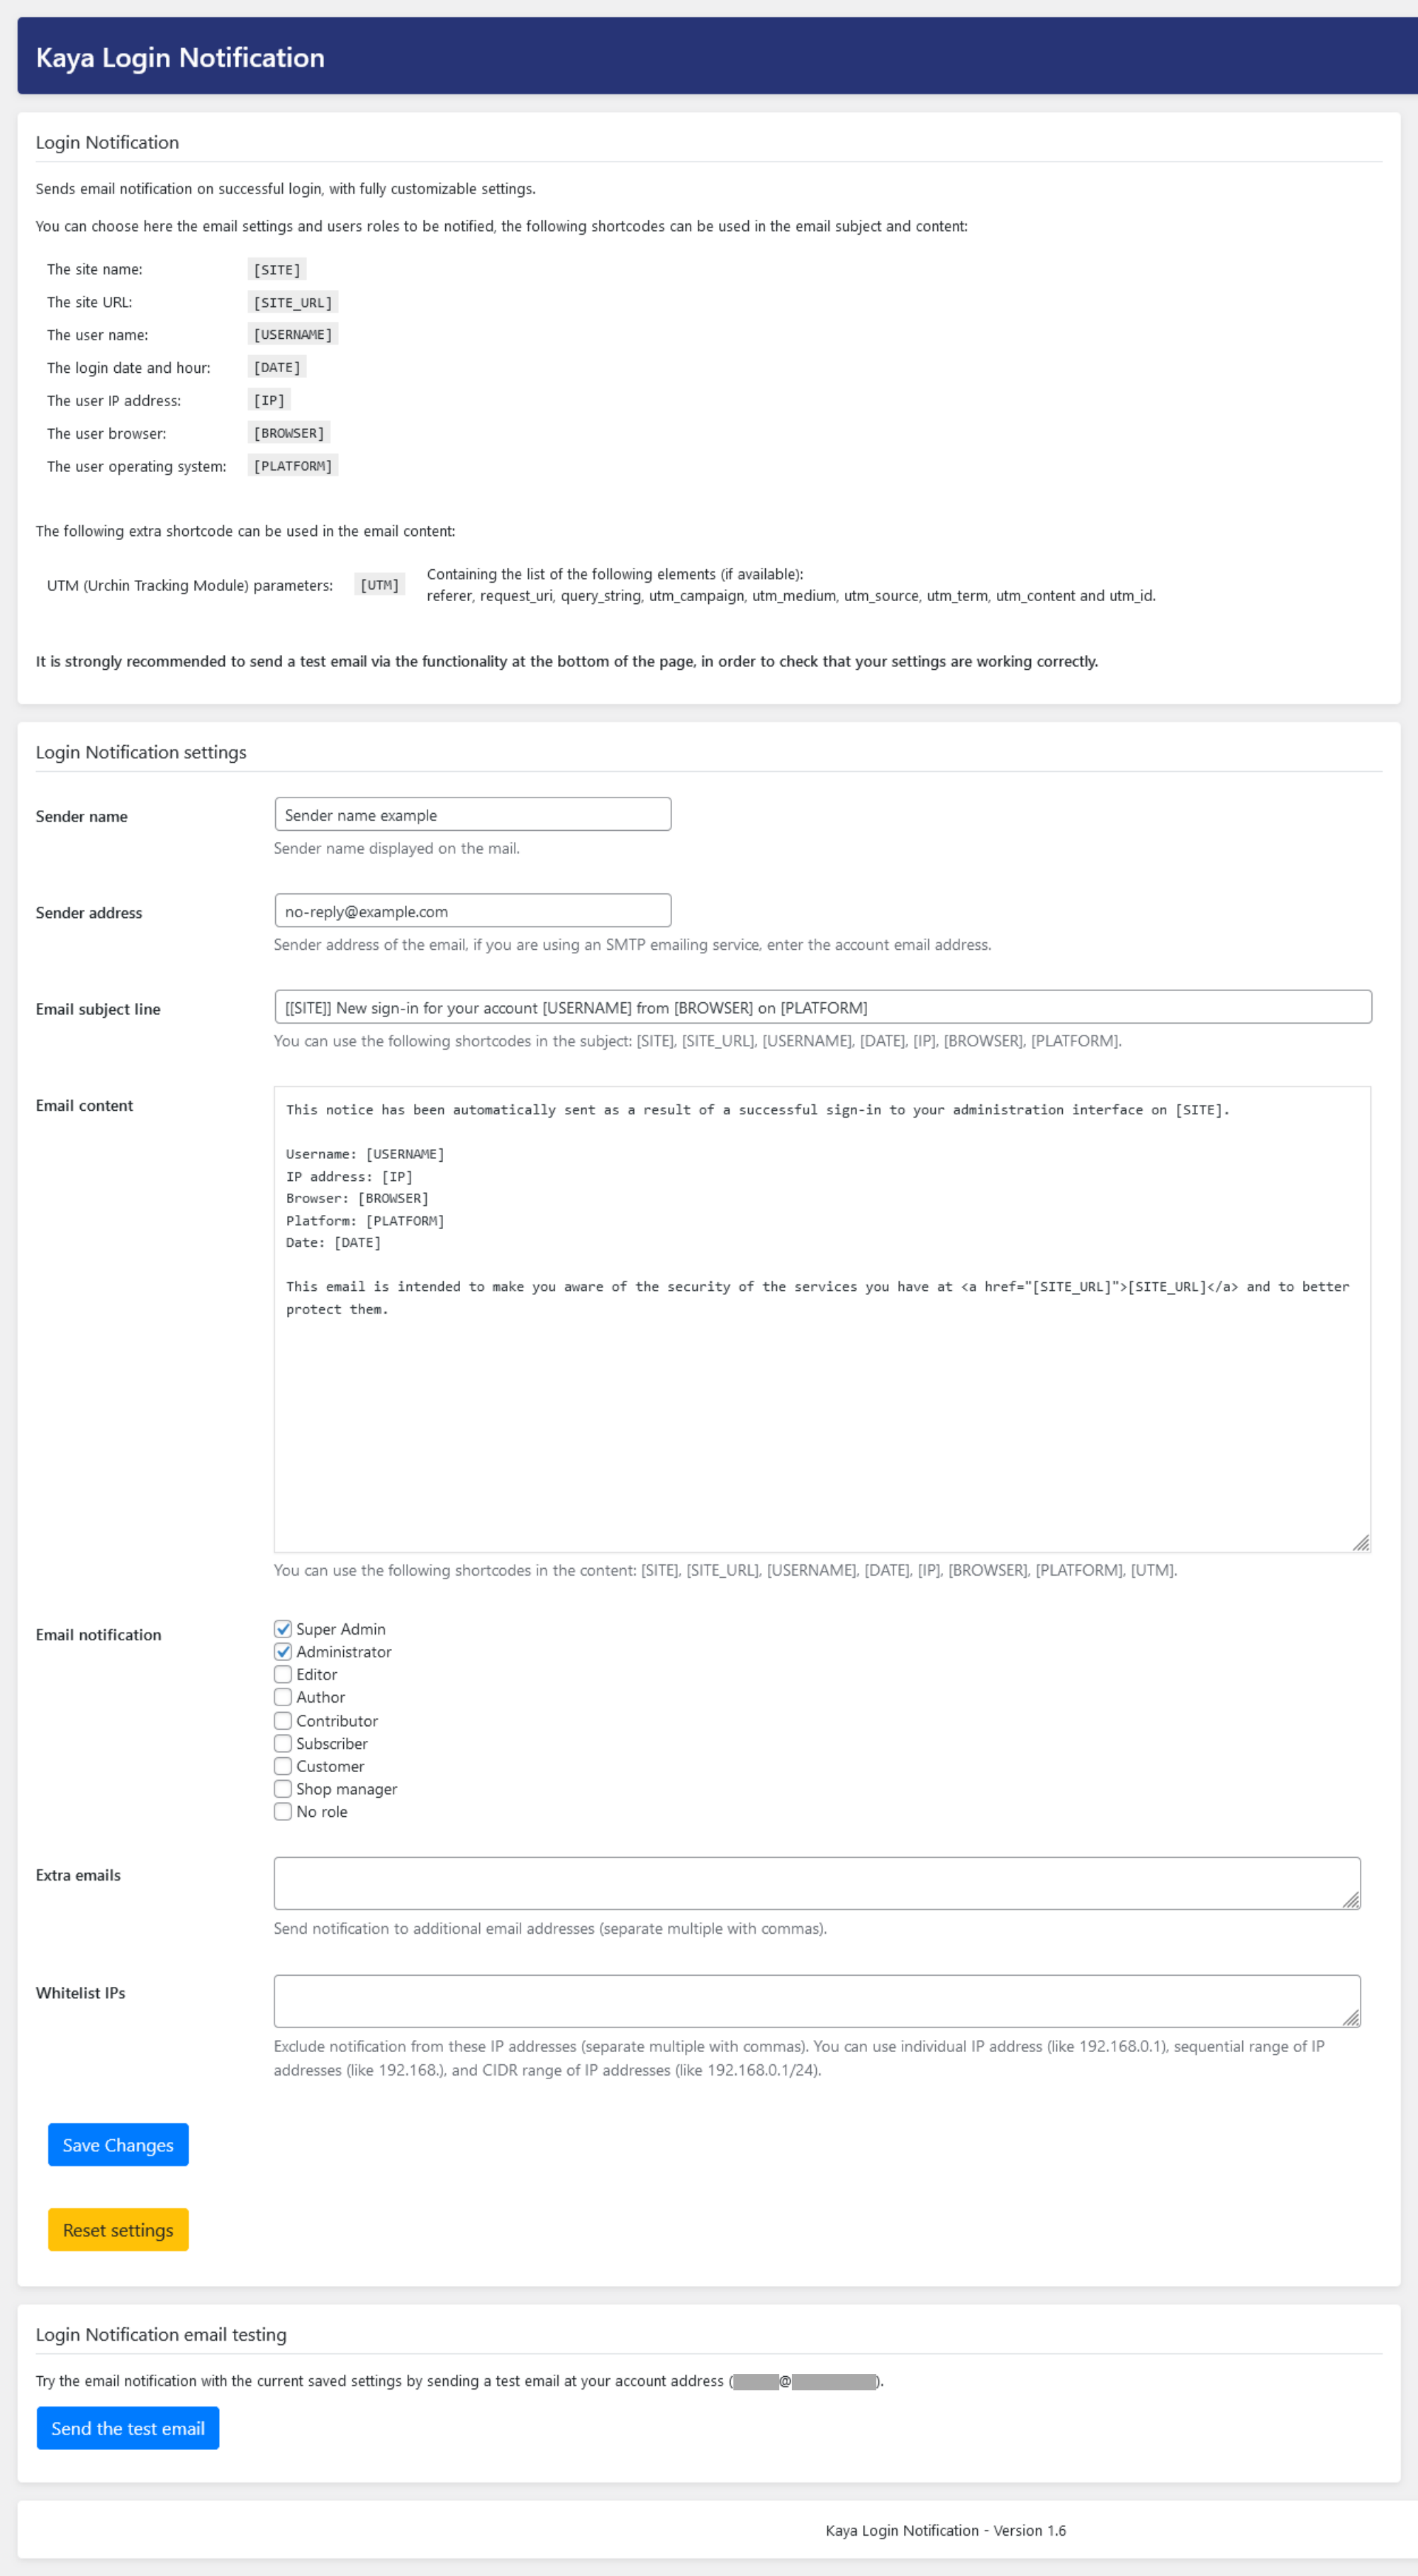 Kaya Login Notification
Login Notification
Sends email notification on successful login, with fully customizable settings.
You can choose here the email settings and users roles to be notified, the following shortcodes can be used in the email subject and content:
The site name: [SITE]
The site URL: [SITE_URL]
The user name: [USERNAME]
The login date and hour: [DATE]
The user IP address: [IP]
The user browser: [BROWSER]
The user operating system: [PLATFORM]
The following extra shortcode can be used in the email content:
UTM (Urchin Tracking Module) parameters: [UTM] Containing the list of the following elements (if available):
referer, request_uri, query_string, utm_campaign, utm_medium, utm_source, utm_term, utm_content and utm_id.
It is strongly recommended to send a test email via the functionality at the bottom of the page, in order to check that your settings are working correctly.
Login Notification settings
Sender name
Sender name example
Sender name displayed on the mail.
Sender address
no-reply@example.com
Sender address of the email, if you are using an SMTP emailing service, enter the account email address.
Email subject line
[[SITE]] New sign-in for your account [USERNAME] from [BROWSER] on [PLATFORM]
You can use the following shortcodes in the subject: [SITE], [SITE_URL], [USERNAME], [DATE], [IP], [BROWSER], [PLATFORM].
Email content
This notice has been automatically sent as a result of a successful sign-in to your administration interface on [SITE].
Username: [USERNAME]
IP address: [IP]
Browser: [BROWSER]
Platform: [PLATFORM]
Date: [DATE]
This email is intended to make you aware of the security of the services you have at <a href="[SITE_URL]">[SITE_URL]</a> and to better
protect them.
You can use the following shortcodes in the content: [SITE], [SITE_URL], [USERNAME], [DATE], [IP], [BROWSER], [PLATFORM], [UTM].
Email notification
Super Admin
Administrator
Editor
Author
Contributor
Subscriber
Customer
Shop manager
No role
Extra emails
Send notification to additional email addresses (separate multiple with commas).
Whitelist IPs
Exclude notification from these IP addresses (separate multiple with commas). You can use individual IP address (like 192.168.0.1), sequential range of IP
addresses (like 192.168.), and CIDR range of IP addresses (like 192.168.0.1/24).
Save Changes
Reset settings
Login Notification email testing
Try the email notification with the current saved settings by sending a test email at your account address (@).
Send the test email
Kaya Login Notification - Version 1.6